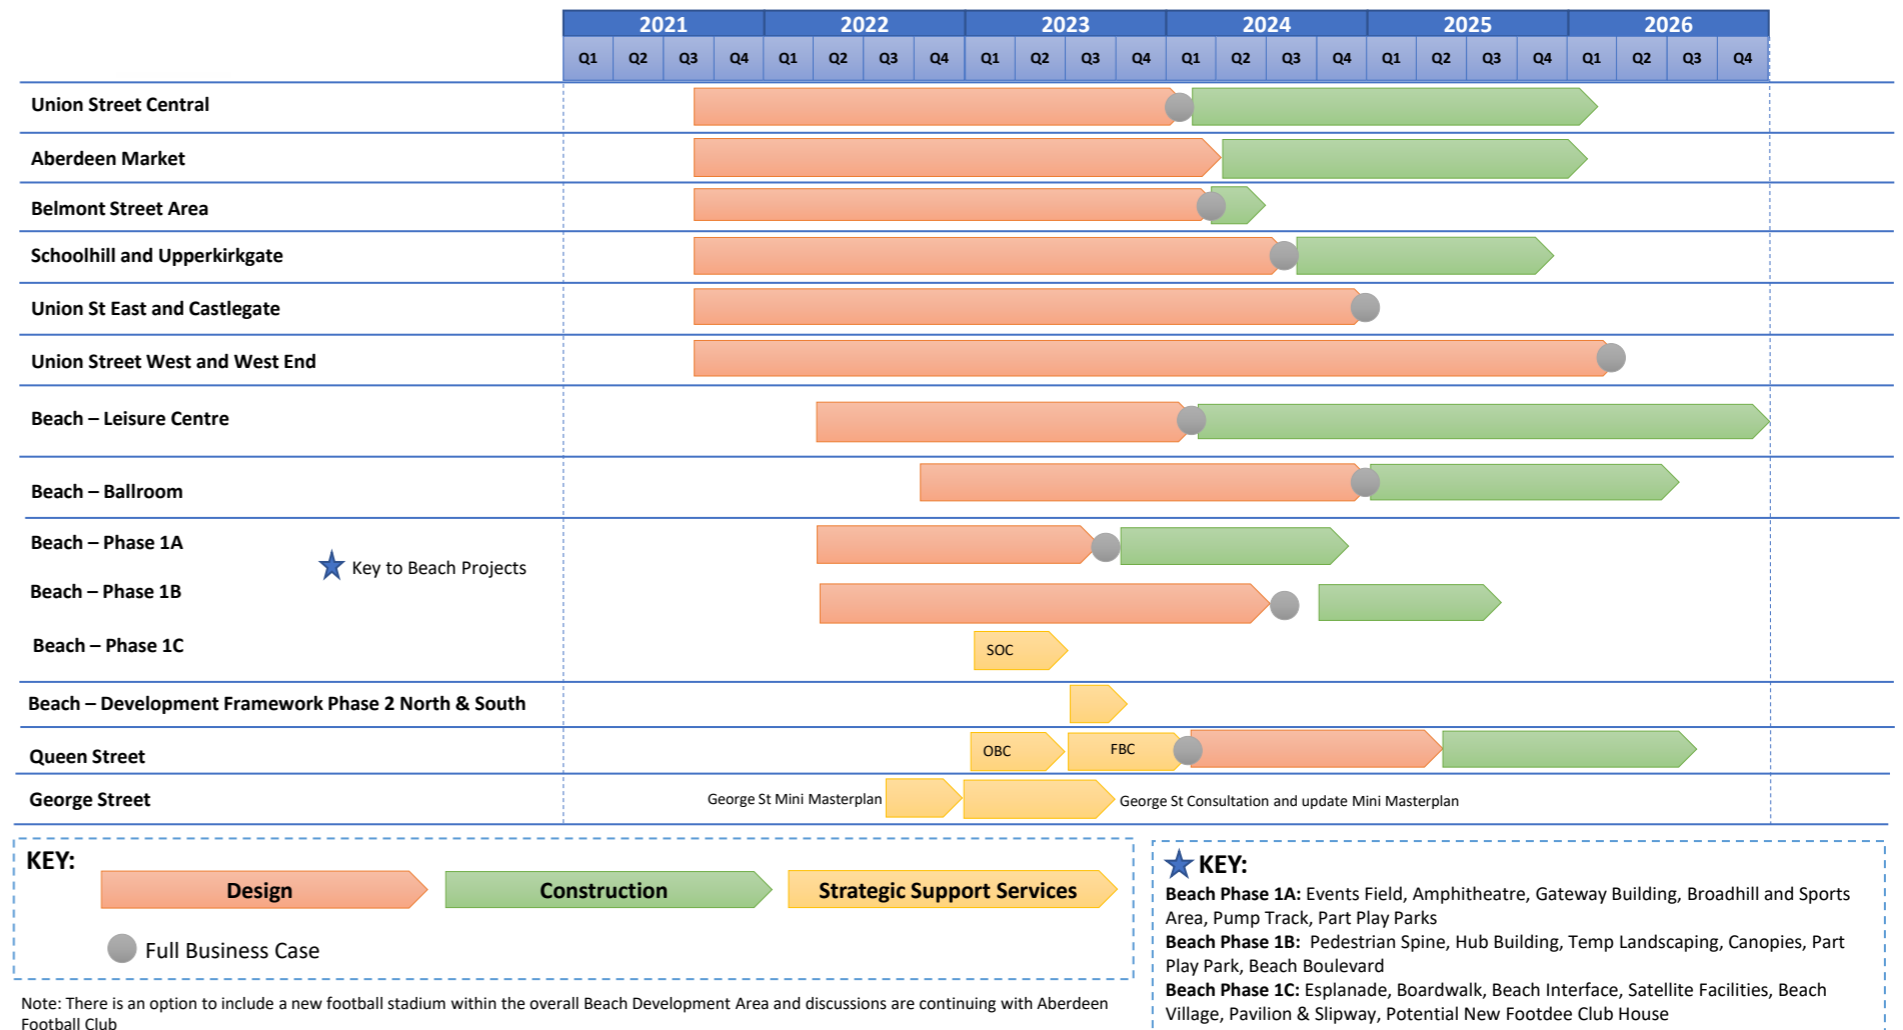 2021 2022 2023 2024 2025 2026
Q1 Q2 Q3 Q4 Q1 Q2 Q3 Q4 Q1 Q2 Q3 Q4 Q1 Q2 Q3 Q4 Q1 Q2 Q3 Q4 Q1 Q2 Q3 Q4
Union Street Central
Aberdeen Market
Belmont Street Area
Schoolhill and Upperkirkgate
Union St East and Castlegate
Union Street West and West End
Beach – Leisure Centre
Beach – Ballroom
Beach – Phase 1A
Key to Beach Projects
Beach – Phase 1B
Beach – Phase 1C
SOC
Beach – Development Framework Phase 2 North & South
Queen Street
OBC
FBC
George Street
George St Mini Masterplan
George St Consultation and update Mini Masterplan
KEY:
Design
Construction
Strategic Support Services
Full Business Case
Note: There is an option to include a new football stadium within the overall Beach Development Area and discussions are continuing with Aberdeen
Football Club
KEY:
Beach Phase 1A: Events Field, Amphitheatre, Gateway Building, Broadhill and Sports
Area, Pump Track, Part Play Parks
Beach Phase 1B: Pedestrian Spine, Hub Building, Temp Landscaping, Canopies, Part
Play Park, Beach Boulevard
Beach Phase 1C: Esplanade, Boardwalk, Beach Interface, Satellite Facilities, Beach
Village, Pavilion & Slipway, Potential New Footdee Club House